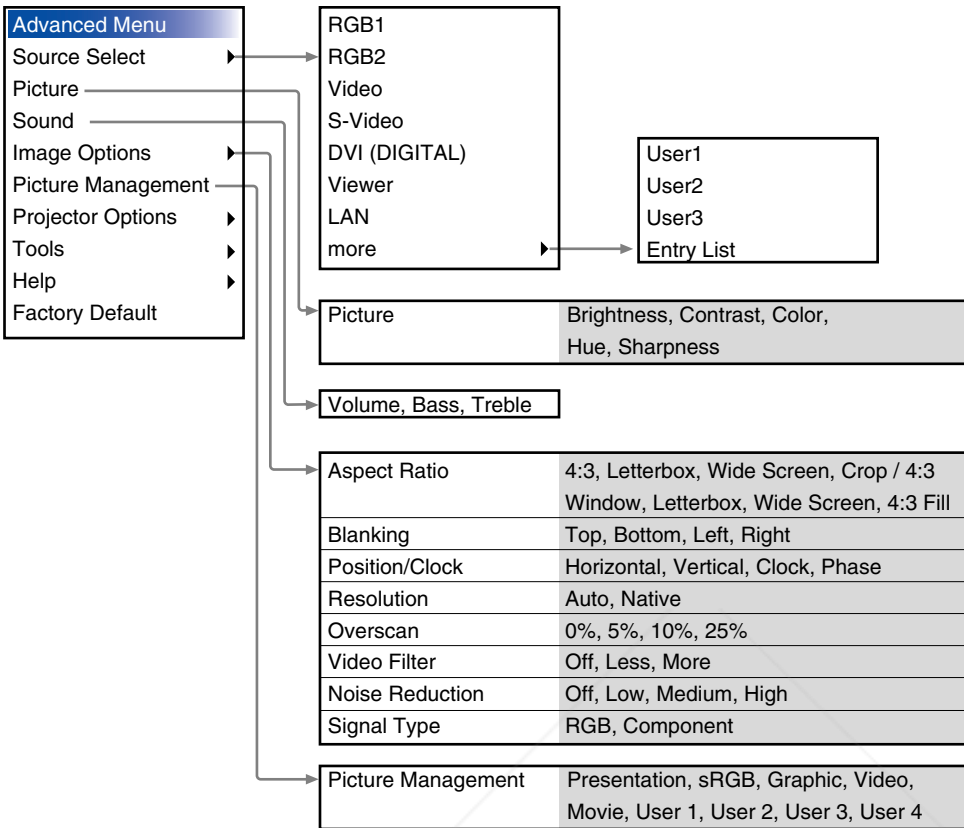 Advanced Menu
Source Select
Picture
Sound
Image Options
Picture Management
Projector Options
Tools
Help
Factory Default
RGB1
RGB2
Video
S-Video
DVI (DIGITAL)
Viewer
LAN
more
User1
User2
User3
Entry List
Picture
Brightness, Contrast, Color,
Hue, Sharpness
Volume, Bass, Treble
Aspect Ratio
4:3, Letterbox, Wide Screen, Crop / 4:3
Window, Letterbox, Wide Screen, 4:3 Fill
Blanking
Top, Bottom, Left, Right
Position/Clock
Horizontal, Vertical, Clock, Phase
Resolution
Auto, Native
Overscan
0%, 5%, 10%, 25%
Video Filter
Off, Less, More
Noise Reduction
Off, Low, Medium, High
Signal Type
RGB, Component
Picture Management
Presentation, sRGB, Graphic, Video,
Movie, User 1, User 2, User 3, User 4